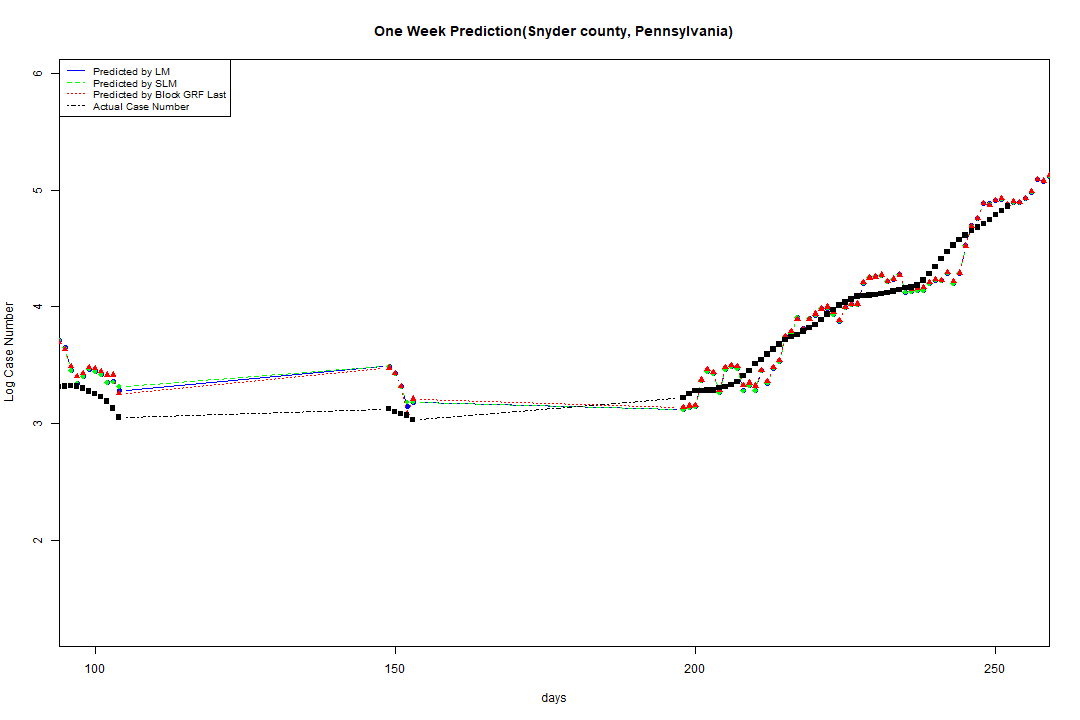 One Week Prediction(Snyder county, Pennsylvania)
Predicted by LM
Predicted by SLM
Predicted by Block GRF Last
Actual Case Number
6
5
4
3
2
Log Case Number
100 150 200 250
days